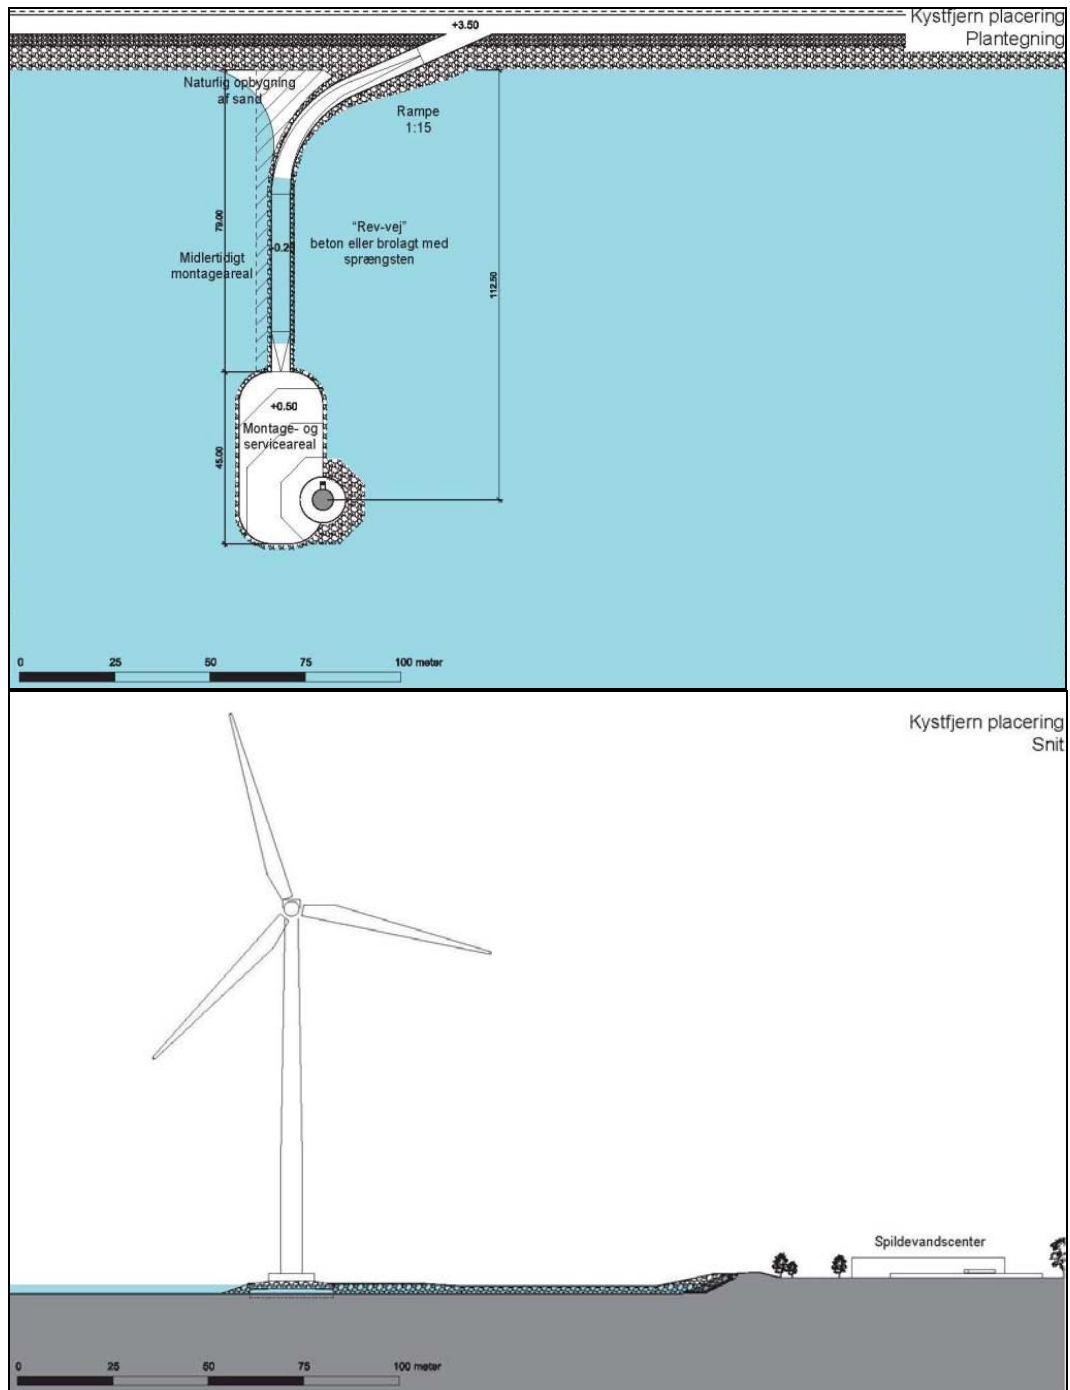 +3.50
Kystfjern placering
Plantegning
Naturlig opbygning
af sand
Rampe
1:15
79.00
"Rev-vej"
beton eller brolagt med
sprængsten
Midlertidigt
montageareal
112.50
+0.50
Montage- og
serviceareal
45.00
0 25 50 75 100 meter
Kystfjern placering
Snit
Spildevandscenter
0 25 50 75 100 meter